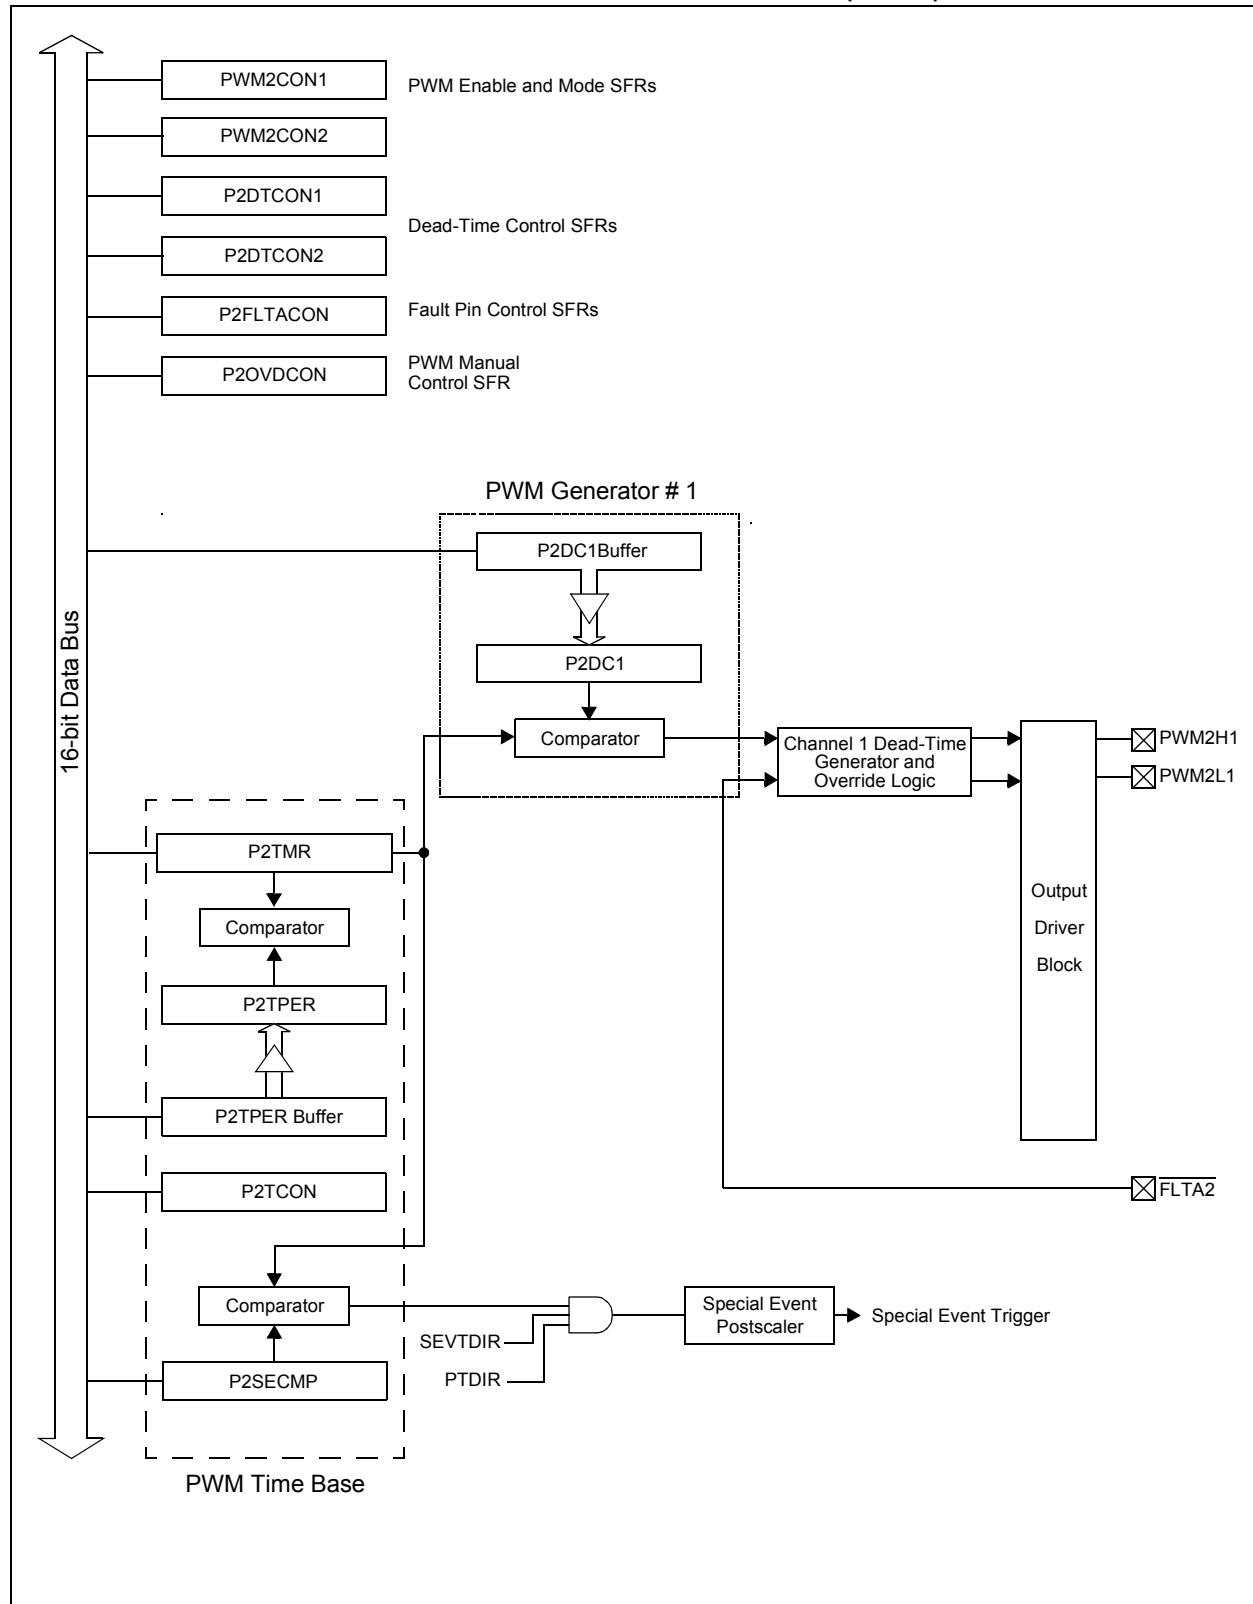 PWM2CON1
PWM Enable and Mode SFRs
PWM2CON2
P2DTCON1
Dead-Time Control SFRs
P2DTCON2
P2FLTACON
Fault Pin Control SFRs
P2OVDCON
PWM Manual
Control SFR
16-bit Data Bus
PWM Generator # 1
P2DC1Buffer
P2DC1
Comparator
Channel 1 Dead-Time
Generator and
Override Logic
PWM2H1
PWM2L1
P2TMR
Comparator
P2TPER
P2TPER Buffer
P2TCON
Output
Driver
Block
FLTA2
Comparator
SEVTDIR
PTDIR
Special Event
Postscaler
Special Event Trigger
P2SECMP
PWM Time Base